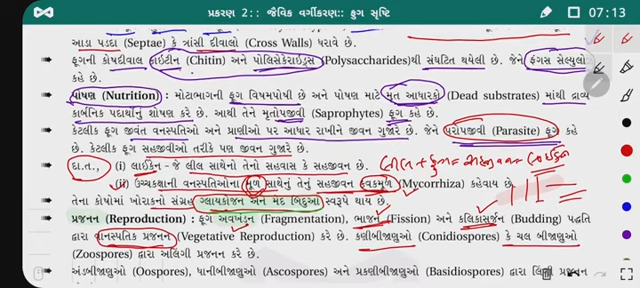 પ્રકરણ 2:: જૈવિક વર્ગીકરણ:: ફૂગ સૃષ્ટિ
07:13
આડા પડદા (Septae) કે ત્રાંસી દીવાલો (Cross Walls) ધરાવે છે.
ફૂગની કોષદીવાલ કાઇટીન (Chitin) અને પોલિસેકેરાઇડ્સ (Polysaccharides)થી સંઘટિત થયેલી છે. જેને ફંગસ સેલ્યુલોઝ
કહે છે.
પોષણ (Nutrition) : મોટાભાગની ફૂગ વિષમપોષી છે અને પોષણ માટે મૃત આધારકો (Dead substrates) માંથી દ્રાવ્ય
કાર્બનિક પદાર્થોનું શોષણ કરે છે. આથી તેને મૃતોપજીવી (Saprophytes) ફૂગ કહે છે.
કેટલીક ફૂગ જીવંત વનસ્પતિઓ અને પ્રાણીઓ પર આધાર રાખીને જીવન ગુજારે છે. જેને પરોપજીવી (Parasite) ફૂગ કહે
છે. કેટલીક ફૂગ સહજીવીઓ તરીકે પણ જીવન ગુજારે છે.
દા.ત., (i) લાઇકેન - જે લીલ સાથેનો તેનો સહવાસ કે સહજીવન છે.
(ii) ઉચ્ચકક્ષાની વનસ્પતિઓના મૂળ સાથેનું તેનું સહજીવન કવકમૂળ (Mycorrhiza) કહેવાય છે.
તેના કોષોમાં ખોરાકનો સંગ્રહ ગ્લાયકોજન અને મેદ બિંદુઓ સ્વરૂપે થાય છે.
પ્રજનન (Reproduction) : ફૂગ અવખંડન (Fragmentation), ભાજન (Fission) અને કલિકાસર્જન (Budding) પદ્ધતિ
દ્વારા વાનસ્પતિક પ્રજનન (Vegetative Reproduction) કરે છે. કણીબીજાણુઓ (Conidiospores) કે ચલ બીજાણુઓ
(Zoospores) દ્વારા અલિંગી પ્રજનન કરે છે.
અંડબીજાણુઓ (Oospores), ધાનીબીજાણુઓ (Ascospores) અને પ્રકણીબીજાણુઓ (Basidiospores) દ્વારા લિંગી પ્રજનન